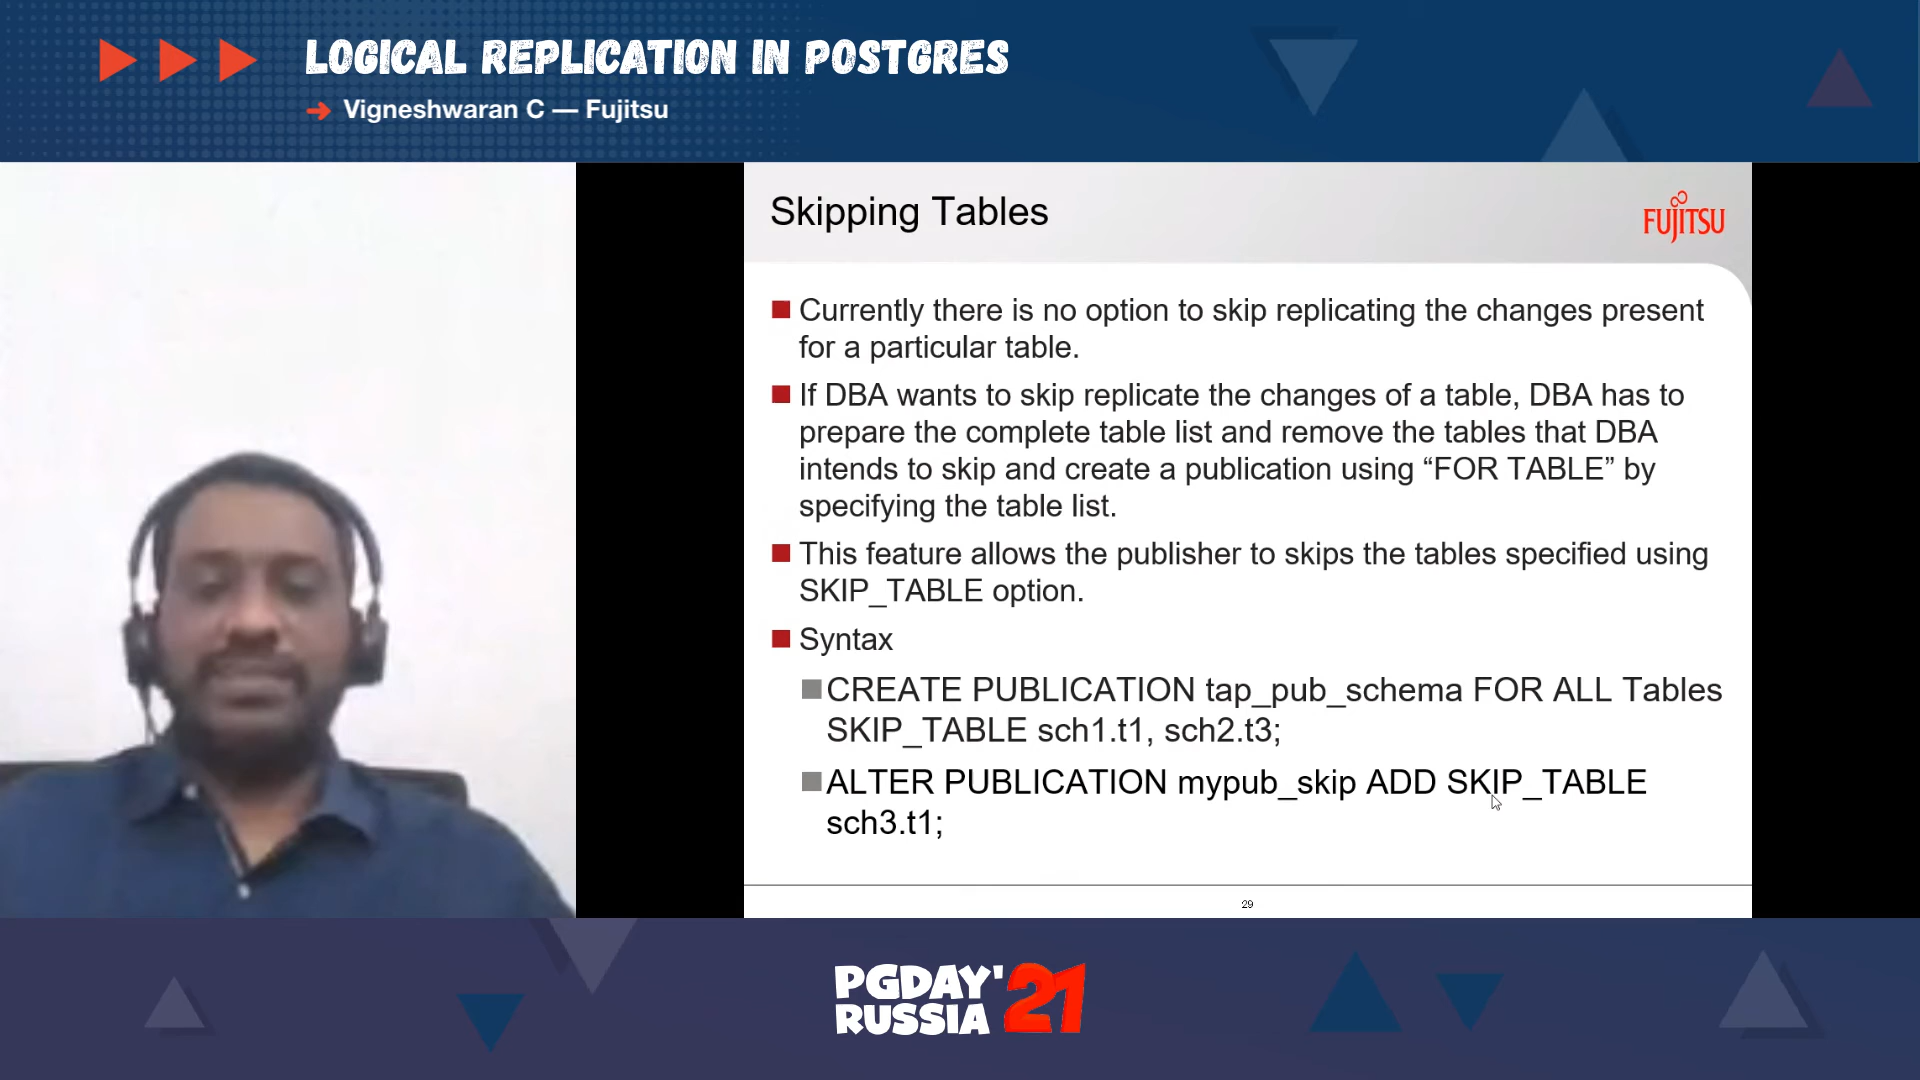 LOGICAL REPLICATION IN POSTGRES
Vigneshwaran C — Fujitsu
Skipping Tables
FUJITSU
Currently there is no option to skip replicating the changes present
for a particular table.
If DBA wants to skip replicate the changes of a table, DBA has to
prepare the complete table list and remove the tables that DBA
intends to skip and create a publication using “FOR TABLE” by
specifying the table list.
This feature allows the publisher to skips the tables specified using
SKIP_TABLE option.
Syntax
CREATE PUBLICATION tap_pub_schema FOR ALL Tables
SKIP_TABLE sch1.t1, sch2.t3;
ALTER PUBLICATION mypub_skip ADD SKIP_TABLE
sch3.t1;
29
PGDAY'21
RUSSIA